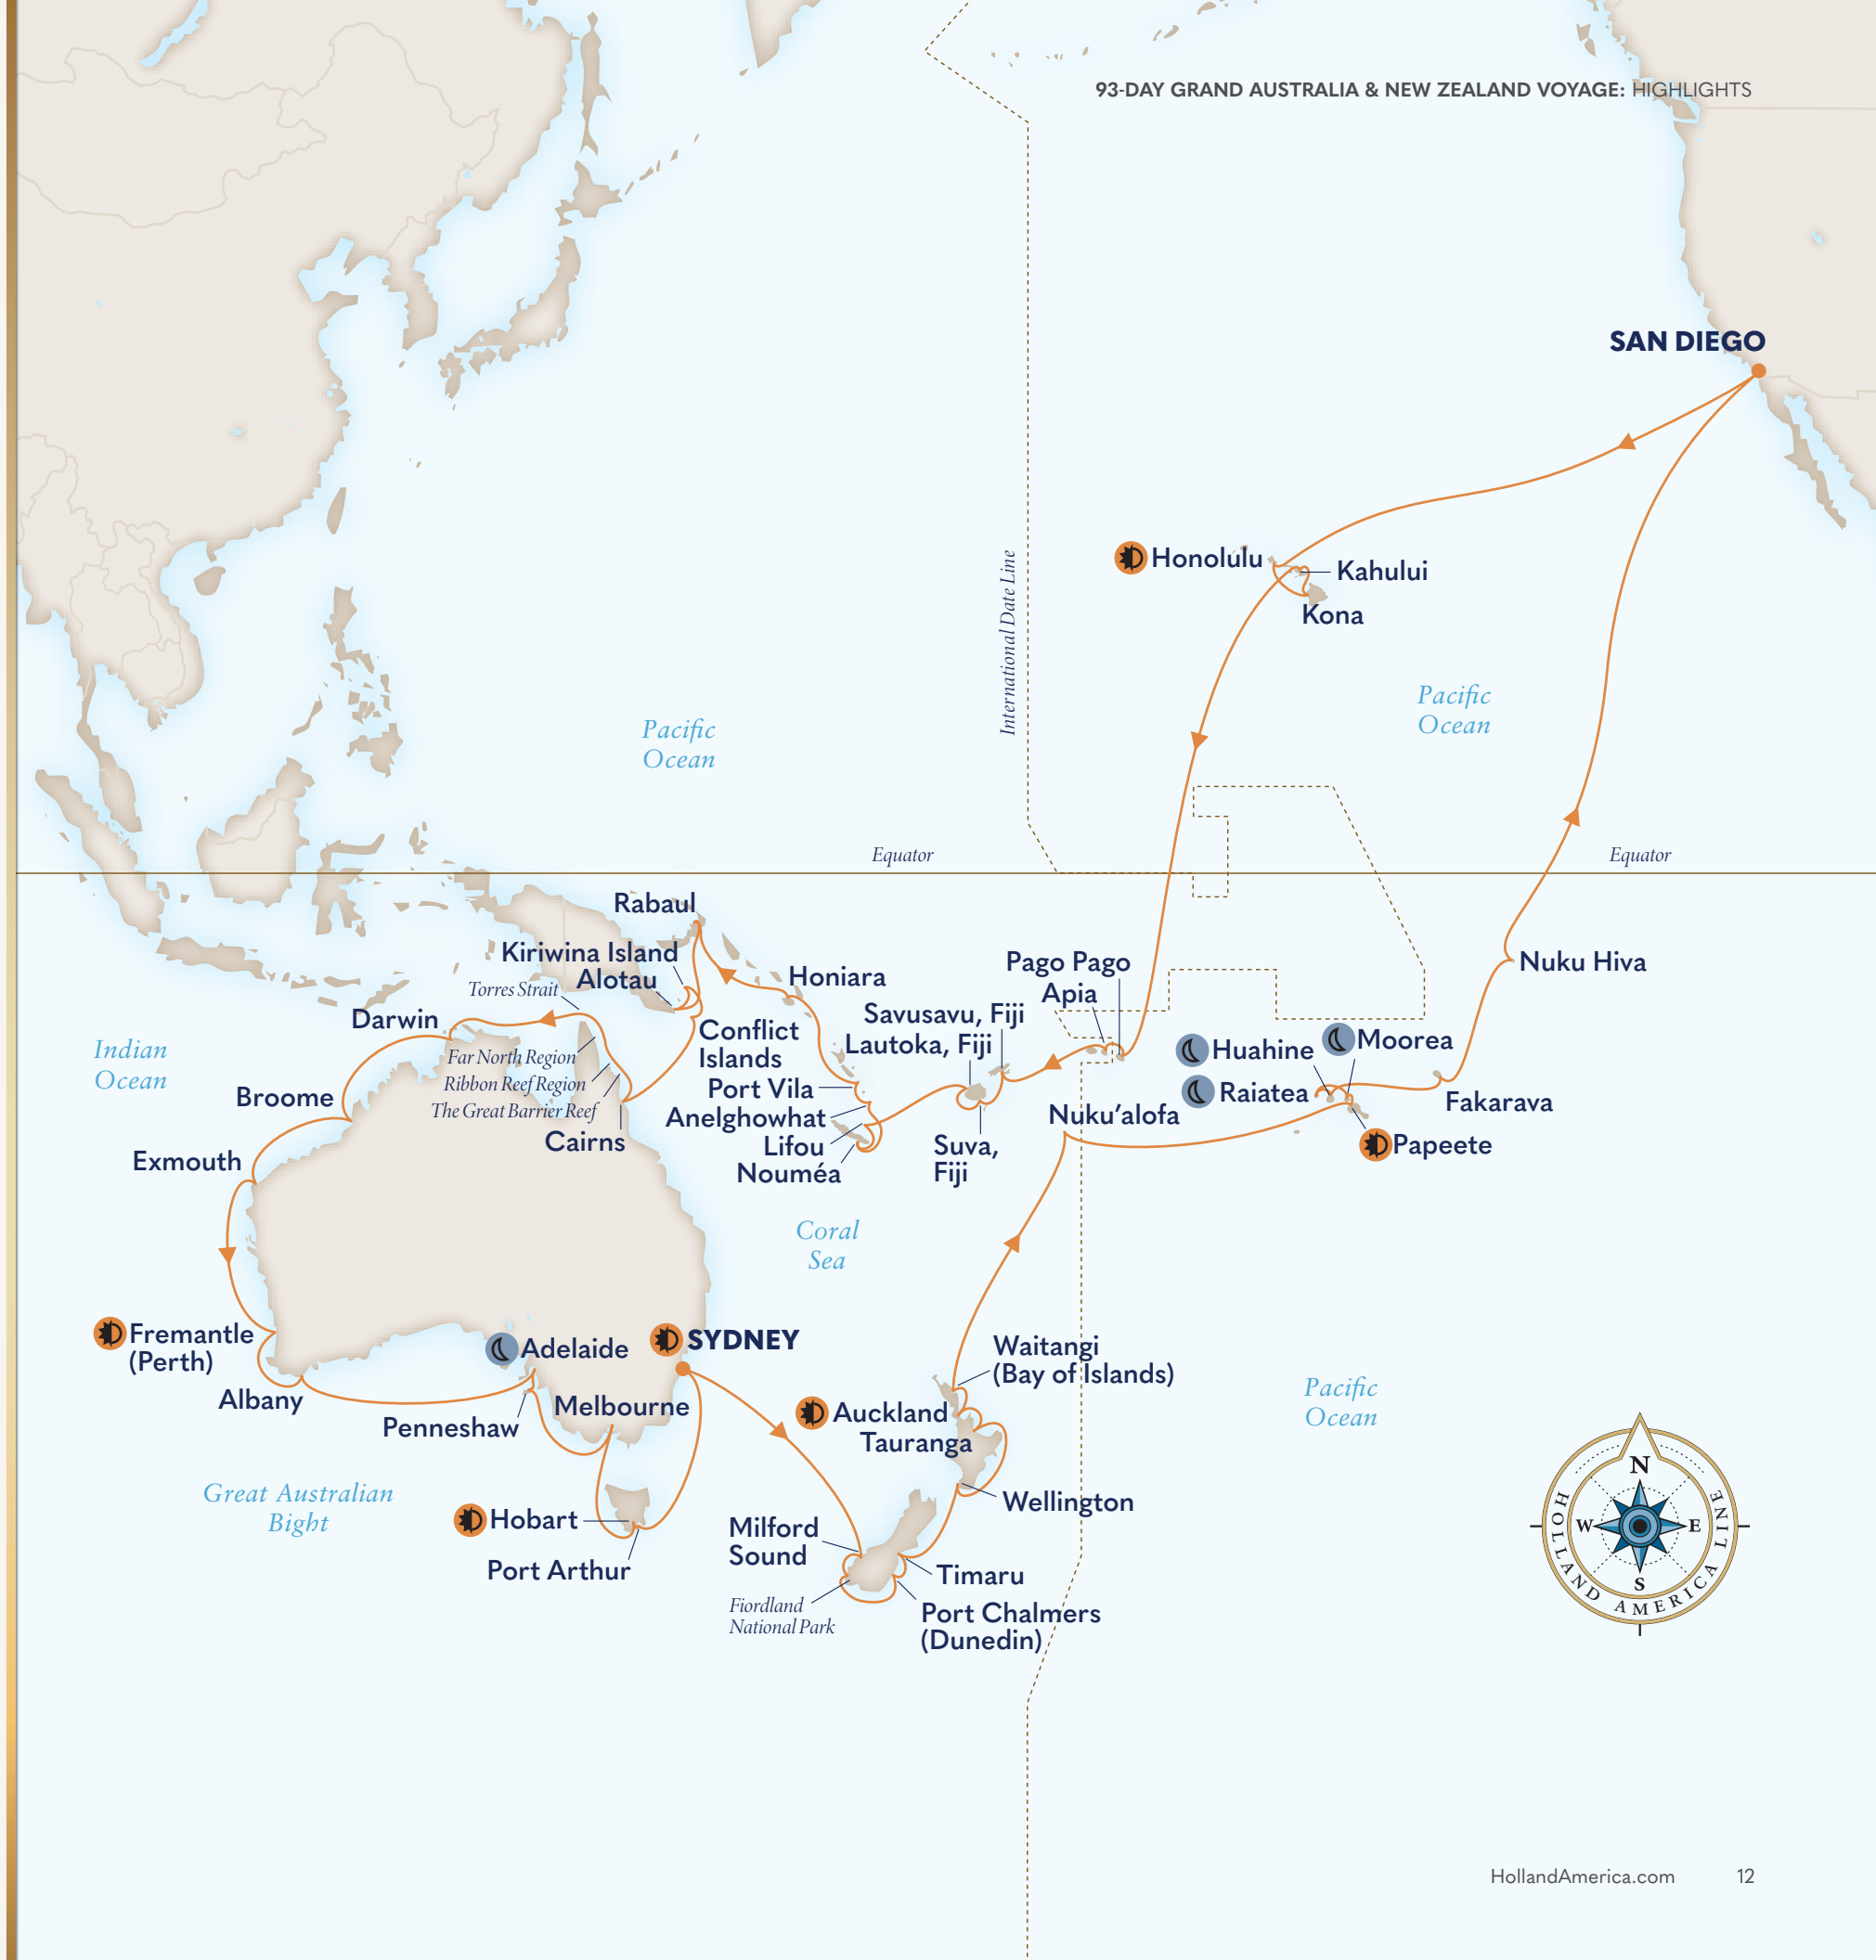 93-DAY GRAND AUSTRALIA & NEW ZEALAND VOYAGE: HIGHLIGHTS
SAN DIEGO
Honolulu
Kahului
Kona
International Date Line
Pacific
Ocean
Pacific
Ocean
Equator
Equator
Rabaul
Kiriwina Island
Alotau
Torres Strait
Honiara
Pago Pago
Apia
Nuku Hiva
Darwin
Conflict
Islands
Savusavu, Fiji
Lautoka, Fiji
Huahine
Moorea
Indian
Ocean
Far North Region
Ribbon Reef Region
The Great Barrier Reef
Port Vila
Anelghowhat
Lifou
Nouméa
Raiatea
Fakarava
Broome
Cairns
Suva,
Fiji
Nuku’alofa
Papeete
Exmouth
Coral
Sea
Fremantle
(Perth)
Adelaide
SYDNEY
Waitangi
(Bay of Islands)
Albany
Penneshaw
Melbourne
Auckland
Tauranga
Pacific
Ocean
Great Australian
Bight
Hobart
Port Arthur
Wellington
Milford
Sound
Timaru
Fiordland
National Park
Port Chalmers
(Dunedin)
N
W
E
S
HOLLAND AMERICA LINE
HollandAmerica.com
12